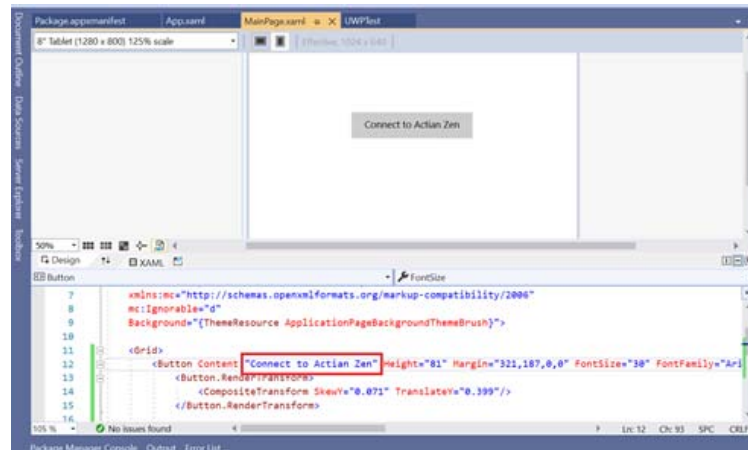 Package.appxmanifest App.xaml MainPage.xaml UWPTest
8" Tablet (1280 x 800) 125% scale Effective: 1024 x 640
Document Outline
Data Sources
Server Explorer
Toolbox
Connect to Actian Zen
50%
Design XAML
Button FontSize
7 xmlns:mc="http://schemas.openxmlformats.org/markup-compatibility/2006"
8 mc:Ignorable="d"
9 Background="{ThemeResource ApplicationPageBackgroundThemeBrush}">
10
11 <Grid>
12 <Button Content "Connect to Actian Zen" Height="81" Margin="321,187,0,0" FontSize="30" FontFamily="Ari
13 <Button.RenderTransform>
14 <CompositeTransform SkewY="0.071" TranslateY="0.399"/>
15 </Button.RenderTransform>
16
105 % No issues found Ln: 12 Ch: 93 SPC CRLF
Package Manager Console Output Error List